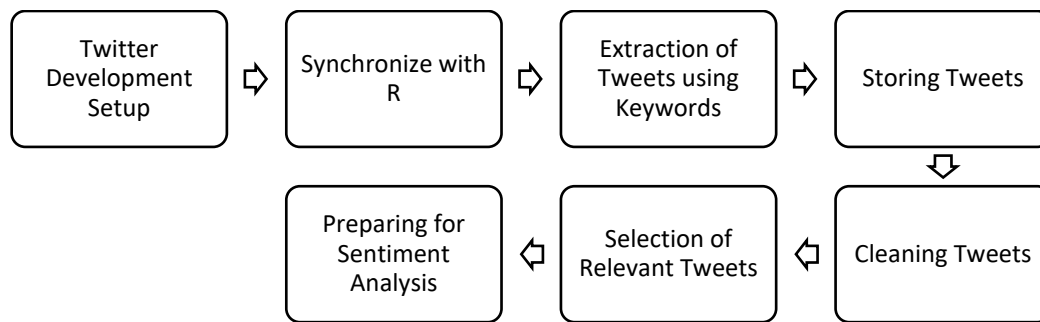 Twitter
Development
Setup
Synchronize with
R
Extraction of
Tweets using
Keywords
Storing Tweets
Cleaning Tweets
Selection of
Relevant Tweets
Preparing for
Sentiment
Analysis